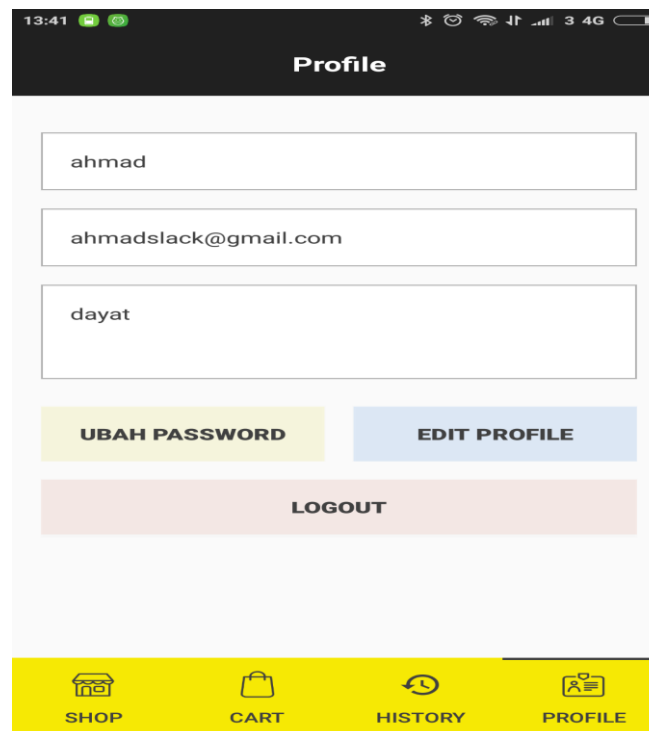 13:41 3 4G
Profile
ahmad
ahmadslack@gmail.com
dayat
UBAH PASSWORD EDIT PROFILE
LOGOUT
SHOP CART HISTORY PROFILE